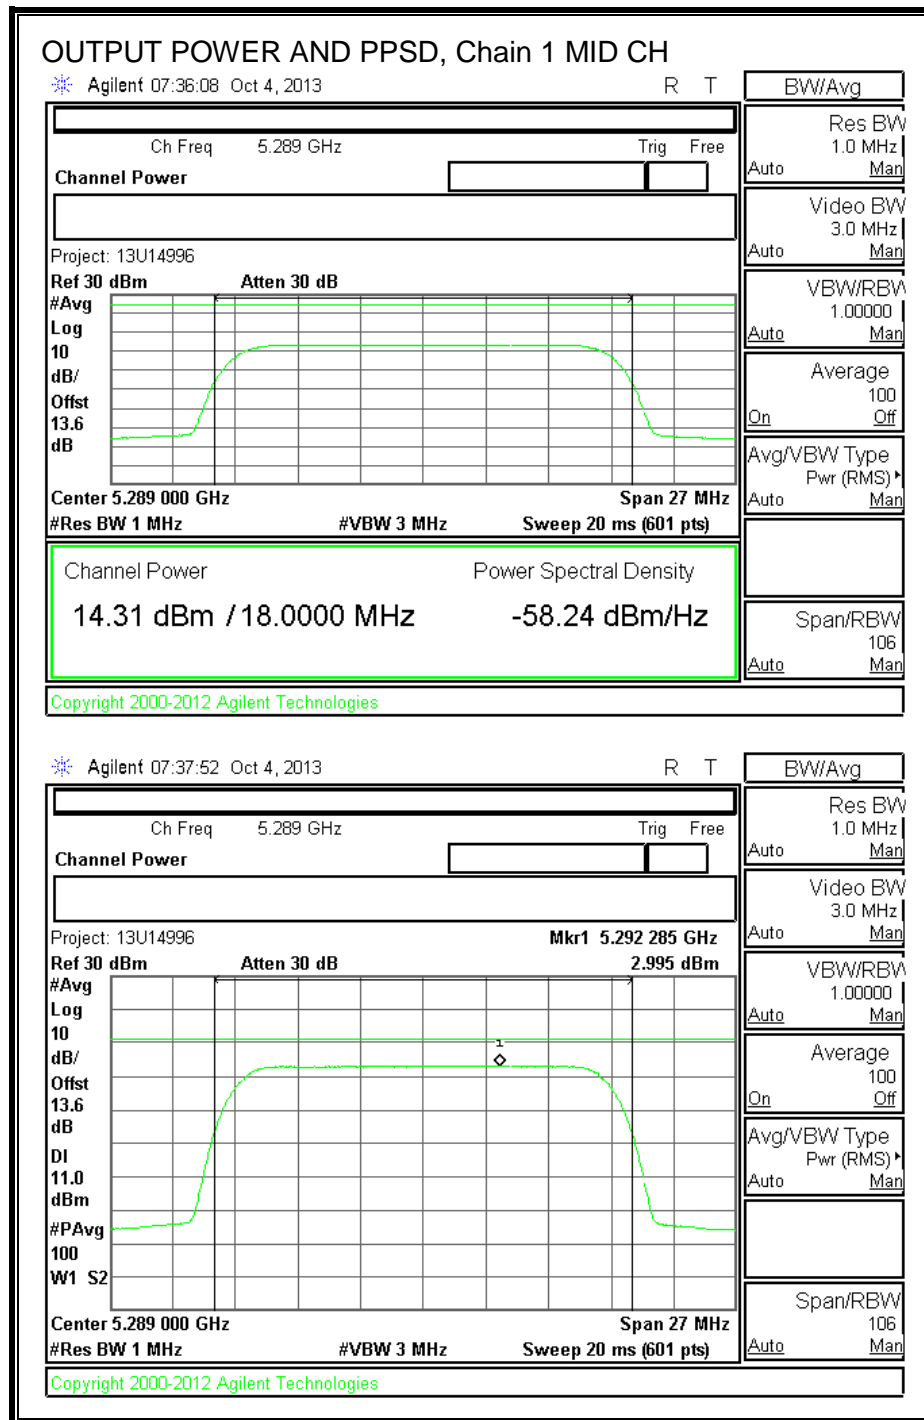 OUTPUT POWER AND PPSD, Chain 1 MID CH
Agilent 07:36:08 Oct 4, 2013 R T
Ch Freq 5.289 GHz Trig Free
Channel Power
Project: 13U14996
Ref 30 dBm Atten 30 dB
#Avg
Log
10
dB/
Offst
13.6
dB
Center 5.289 000 GHz Span 27 MHz
#Res BW 1 MHz #VBW 3 MHz Sweep 20 ms (601 pts)
Channel Power Power Spectral Density
14.31 dBm / 18.0000 MHz -58.24 dBm/Hz
Copyright 2000-2012 Agilent Technologies
BW/Avg
Res BW
1.0 MHz
Auto Man
Video BW
3.0 MHz
Auto Man
VBW/RBW
1.00000
Auto Man
Average
100
On Off
Avg/VBW Type
Pwr (RMS)
Auto Man
Span/RBW
106
Auto Man
Agilent 07:37:52 Oct 4, 2013 R T
Ch Freq 5.289 GHz Trig Free
Channel Power
Project: 13U14996 Mkr1 5.292 285 GHz
Ref 30 dBm Atten 30 dB 2.995 dBm
#Avg
Log
10
dB/
Offst
13.6
dB
DI
11.0
dBm
#PAvg
100
W1 S2
1
Center 5.289 000 GHz Span 27 MHz
#Res BW 1 MHz #VBW 3 MHz Sweep 20 ms (601 pts)
Copyright 2000-2012 Agilent Technologies
BW/Avg
Res BW
1.0 MHz
Auto Man
Video BW
3.0 MHz
Auto Man
VBW/RBW
1.00000
Auto Man
Average
100
On Off
Avg/VBW Type
Pwr (RMS)
Auto Man
Span/RBW
106
Auto Man